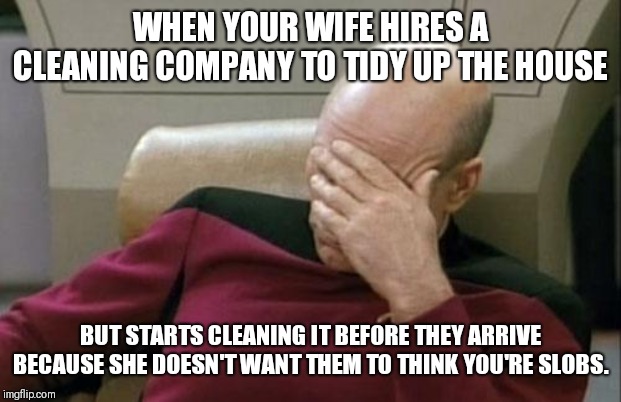 WHEN YOUR WIFE HIRES A
CLEANING COMPANY TO TIDY UP THE HOUSE
BUT STARTS CLEANING IT BEFORE THEY ARRIVE
BECAUSE SHE DOESN'T WANT THEM TO THINK YOU'RE SLOBS.
imgflip.com